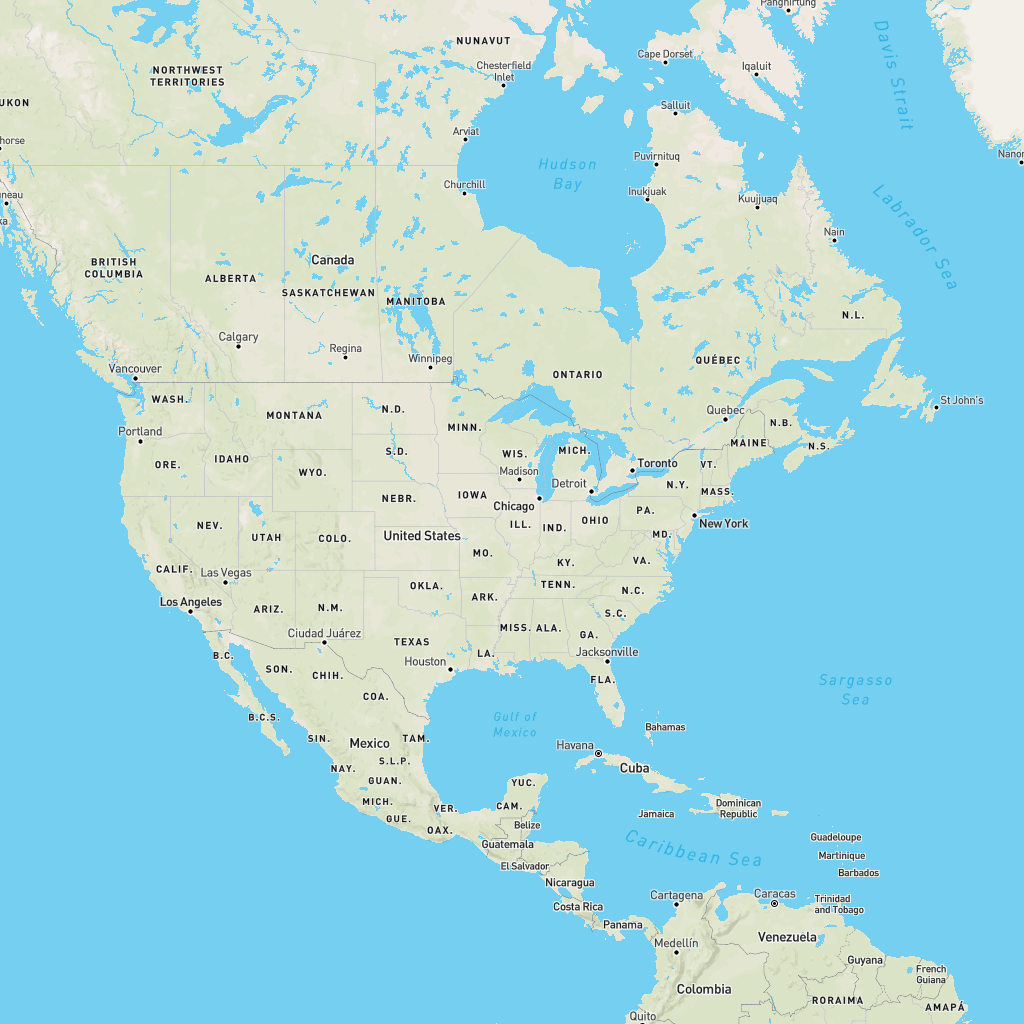 Pangnirtung
NUNAVUT
Cape Dorset
Iqaluit
Davis Strait
Chesterfield
Inlet
NORTHWEST
TERRITORIES
UKON
Salluit
Arviat
horse
Hudson
Bay
Puvirnituq
Nanor
Churchill
Inukjuak
Kuujjuaq
Labrador Sea
neau
ka
Nain
BRITISH
COLUMBIA
Canada
ALBERTA
SASKATCHEWAN
MANITOBA
N.L.
Calgary
Regina
Winnipeg
QUÉBEC
Vancouver
ONTARIO
WASH.
MONTANA
N.D.
St John's
Quebec
N.B.
Portland
MINN.
MAINE
N.S.
ORE.
IDAHO
WYO.
S.D.
WIS.
MICH.
Toronto
VT.
Madison
Detroit
N.Y.
MASS.
NEBR.
IOWA
Chicago
PA.
NEV.
UTAH
COLO.
United States
ILL.
IND.
OHIO
New York
MD.
MO.
KY.
VA.
CALIF.
Las Vegas
OKLA.
TENN.
N.C.
Los Angeles
ARIZ.
N.M.
ARK.
S.C.
Ciudad Juárez
TEXAS
MISS.
ALA.
GA.
B.C.
SON.
CHIH.
Houston
LA.
Jacksonville
COA.
FLA.
Sargasso
Sea
B.C.S.
Gulf of
Mexico
Bahamas
SIN.
Mexico
TAM.
Havana
S.L.P.
Cuba
NAY.
GUAN.
YUC.
MICH.
VER.
CAM.
Dominican
Republic
GUE.
OAX.
Belize
Jamaica
Guatemala
Caribbean Sea
Guadeloupe
El Salvador
Martinique
Nicaragua
Barbados
Costa Rica
Cartagena
Caracas
Trinidad
and Tobago
Panama
Medellín
Venezuela
Guyana
French
Guiana
Colombia
RORAIMA
AMAPÁ
Quito